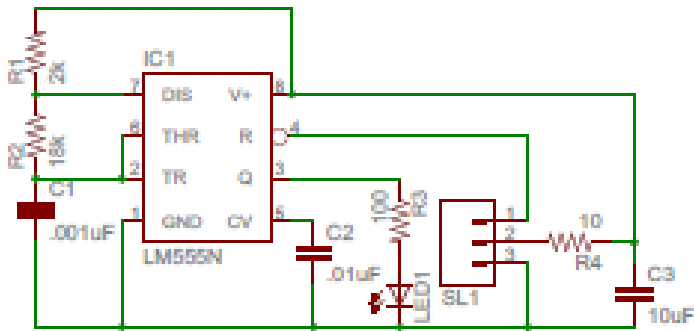 IC1
R1
2k
7
DIS
V+
8
R2
18k
6
THR
R
4
2
TR
Q
3
C1
.001uF
1
GND
CV
5
LM555N
C2
.01uF
100
R3
LED1
1
2
3
SL1
10
R4
C3
10uF